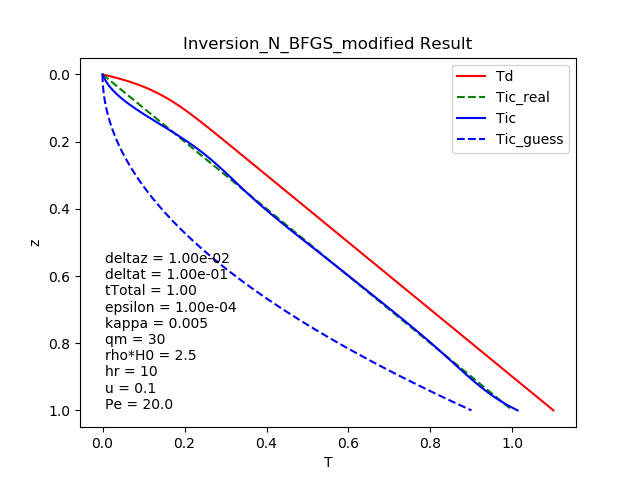 Inversion_N_BFGS_modified Result
Td
Tic_real
Tic
Tic_guess
0.0
0.2
0.4
0.6
0.8
1.0
z
deltaz = 1.00e-02
deltat = 1.00e-01
tTotal = 1.00
epsilon = 1.00e-04
kappa = 0.005
qm = 30
rho*H0 = 2.5
hr = 10
u = 0.1
Pe = 20.0
0.0 0.2 0.4 0.6 0.8 1.0
T